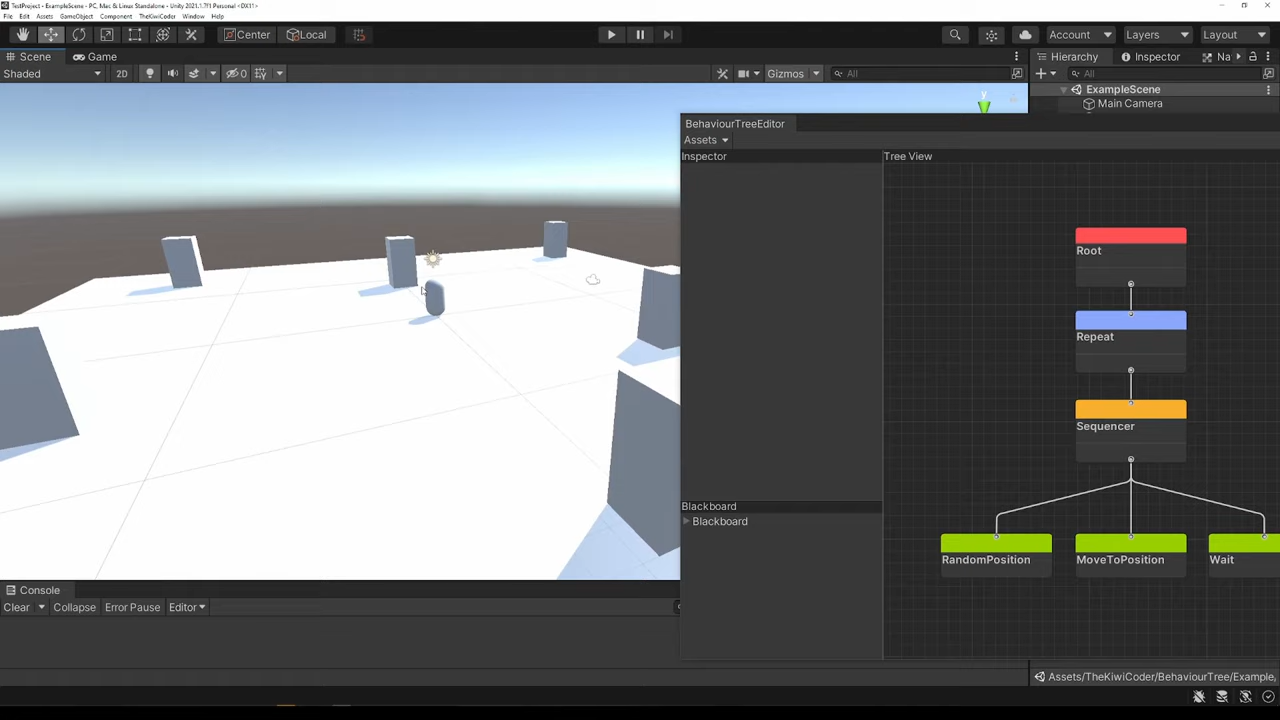 TestProject - ExampleScene - PC, Mac & Linux Standalone - Unity 2021.1.7f1 Personal <DX11>
File Edit Assets GameObject Component TheKiwiCoder Window Help
Center Local Account Layers Layout
Scene Game Hierarchy Inspector Na
Shaded 2D 0 Gizmos All All
ExampleScene
Main Camera
BehaviourTreeEditor
Assets
Inspector Tree View
Root
Repeat
Sequencer
Blackboard
Blackboard
RandomPosition MoveToPosition Wait
Console
Clear Collapse Error Pause Editor
Assets/TheKiwiCoder/BehaviourTree/Example,
y